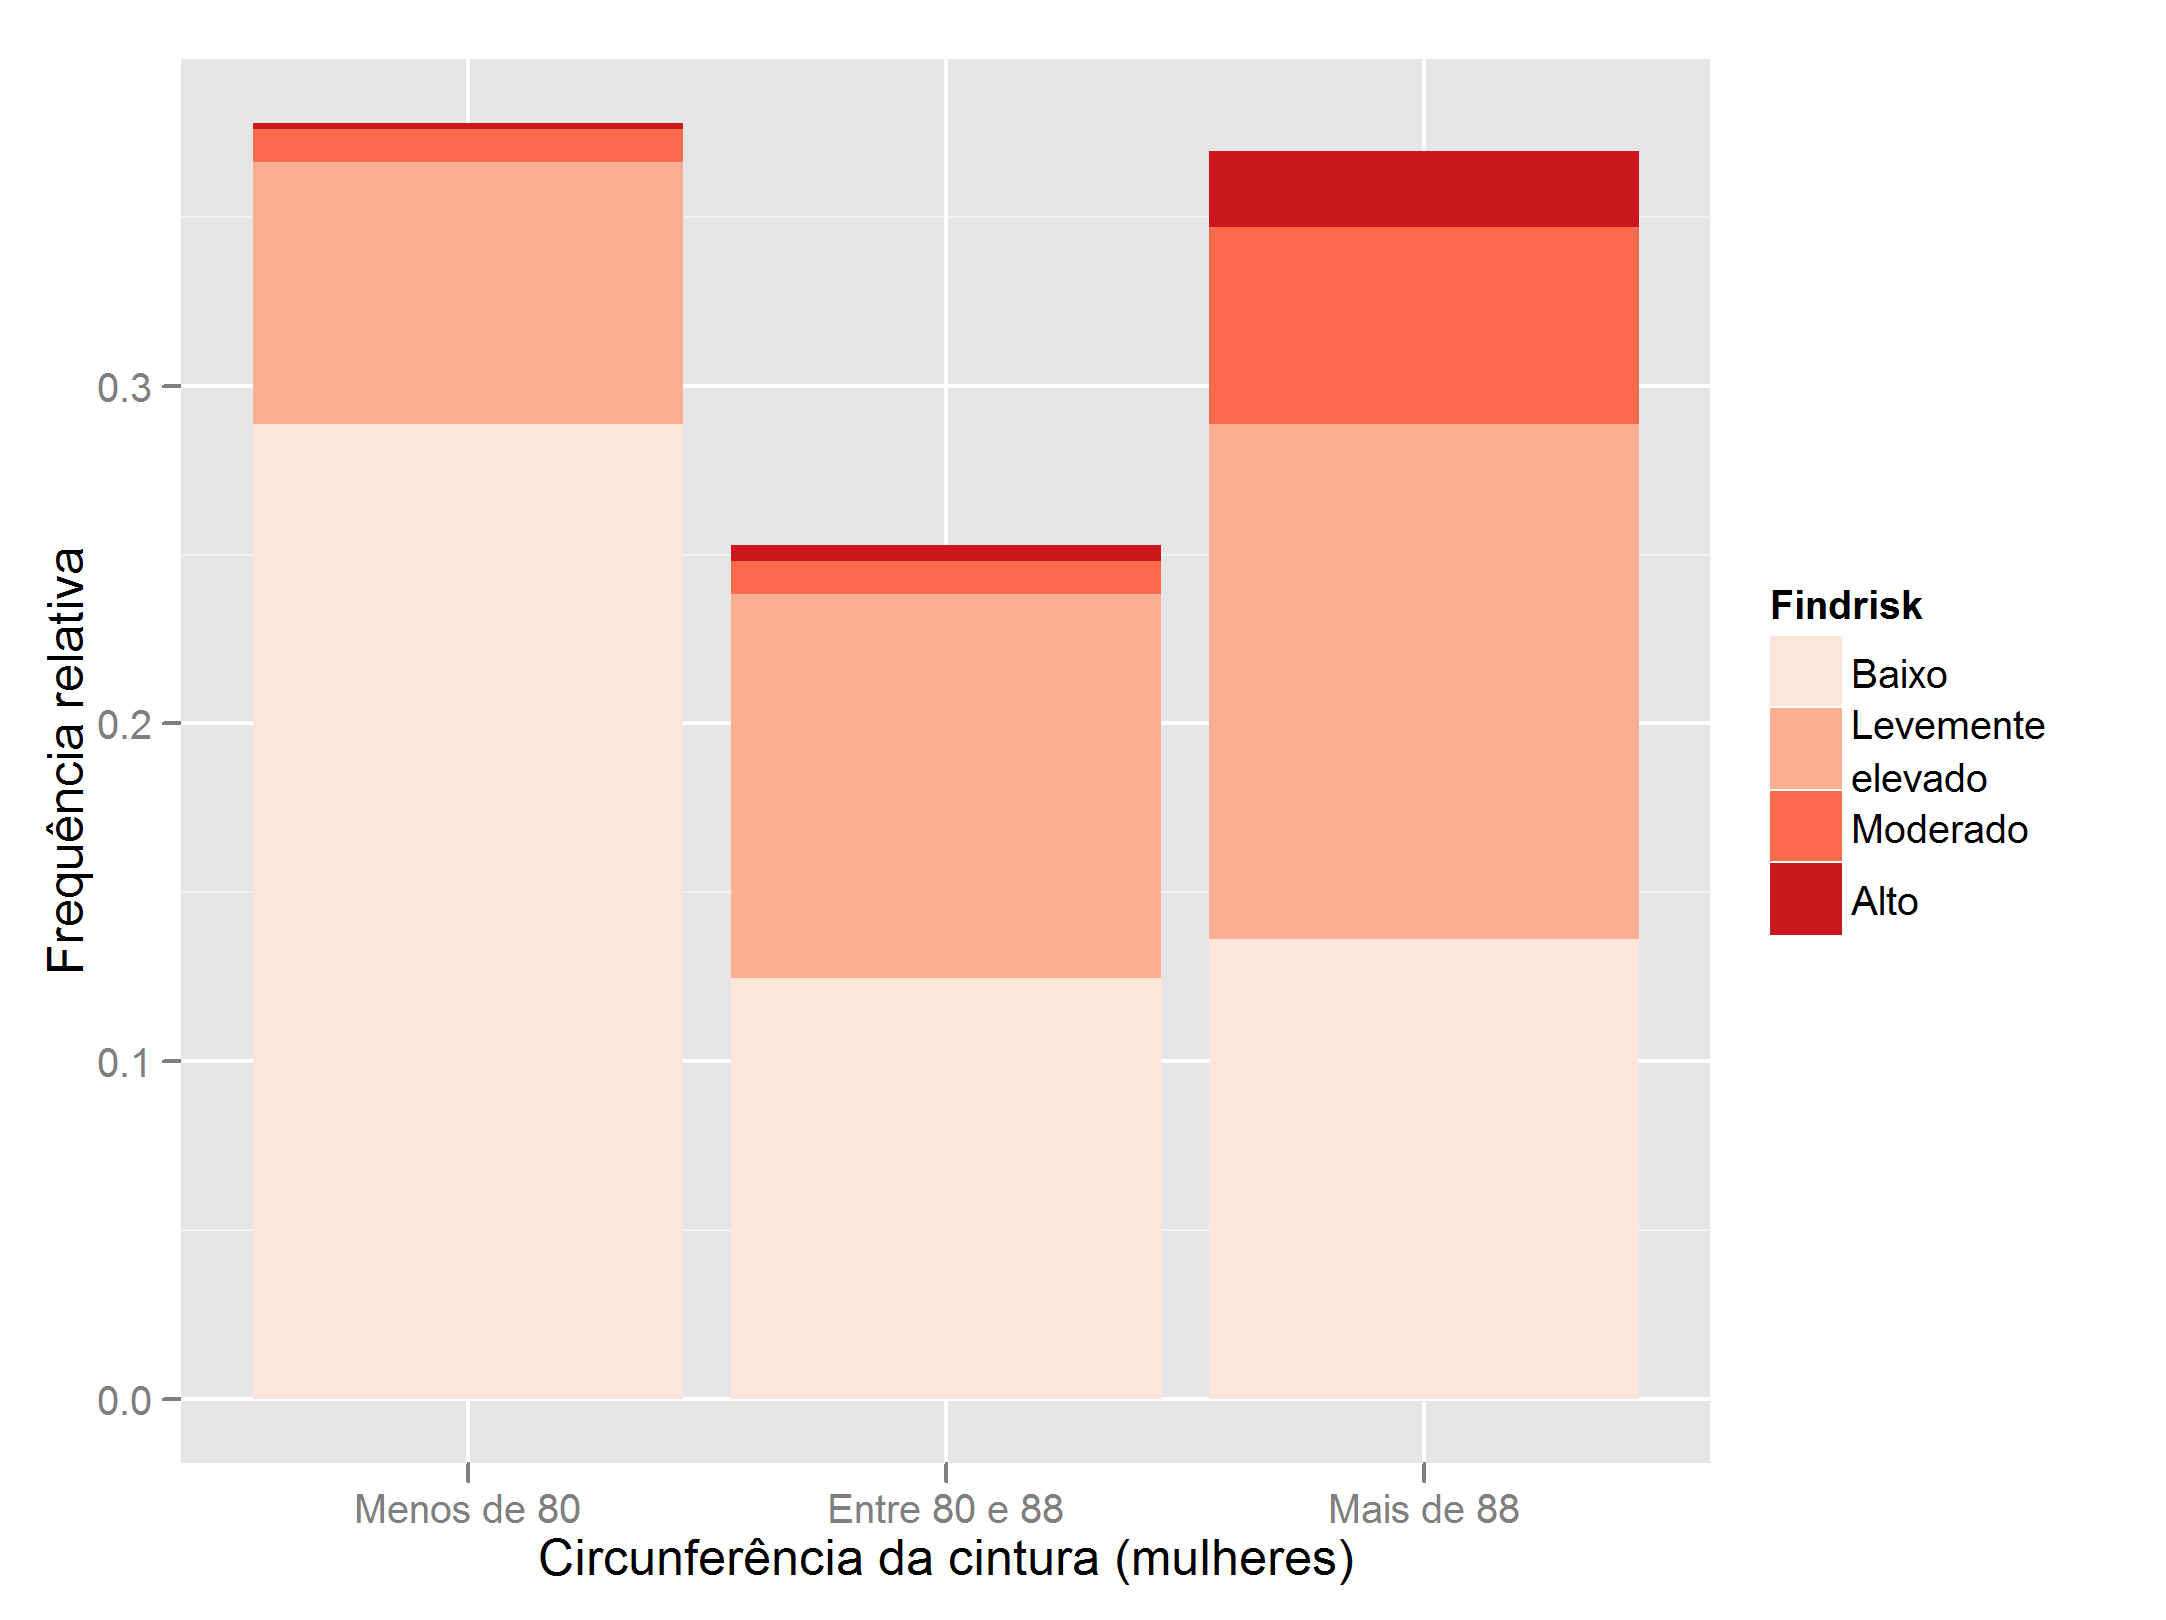 Frequência relativa
0.3
0.2
0.1
0.0
Menos de 80
Entre 80 e 88
Mais de 88
Circunferência da cintura (mulheres)
Findrisk
Baixo
Levemente
elevado
Moderado
Alto